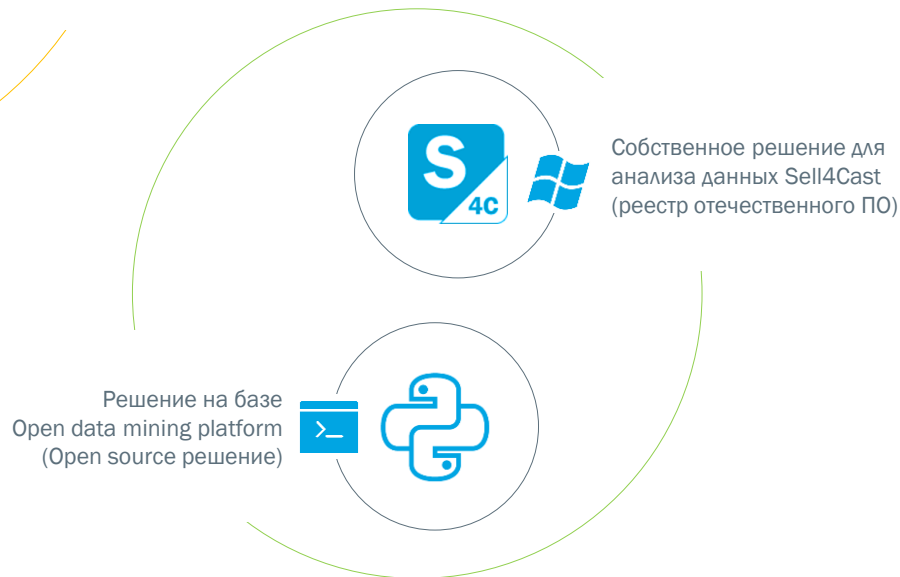 S
4C
Собственное решение для
анализа данных Sell4Cast
(реестр отечественного ПО)
Решение на базе
Open data mining platform
(Open source решение)
>_